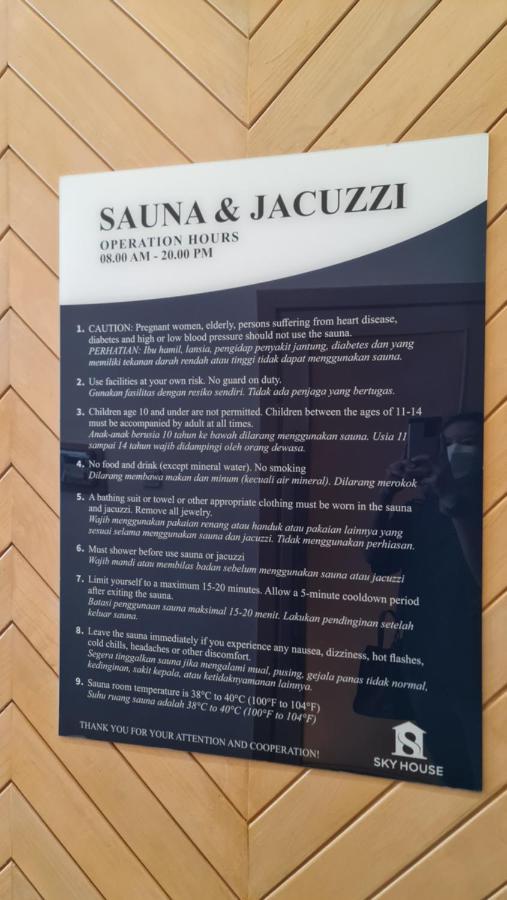 SAUNA & JACUZZI
OPERATION HOURS
08.00 AM - 20.00 PM
1. CAUTION: Pregnant women, elderly, persons suffering from heart disease,
diabetes and high or low blood pressure should not use the sauna.
PERHATIAN: Ibu hamil, lansia, pengidap penyakit jantung, diabetes dan yang
memiliki tekanan darah rendah atau tinggi tidak dapat menggunakan sauna.
2. Use facilities at your own risk. No guard on duty.
Gunakan fasilitas dengan resiko sendiri. Tidak ada penjaga yang bertugas.
3. Children age 10 and under are not permitted. Children between the ages of 11-14
must be accompanied by adult at all times.
Anak-anak berusia 10 tahun ke bawah dilarang menggunakan sauna. Usia 11
sampai 14 tahun wajib didampingi oleh orang dewasa.
4. No food and drink (except mineral water). No smoking
Dilarang membawa makan dan minum (kecuali air mineral). Dilarang merokok
5. A bathing suit or towel or other appropriate clothing must be worn in the sauna
and jacuzzi. Remove all jewelry.
Wajib menggunakan pakaian renang atau handuk atau pakaian lainnya yang
sesuai selama menggunakan sauna dan jacuzzi. Tidak menggunakan perhiasan.
6. Must shower before use sauna or jacuzzi
Wajib mandi atau membilas badan sebelum menggunakan sauna atau jacuzzi
7. Limit yourself to a maximum 15-20 minutes. Allow a 5-minute cooldown period
after exiting the sauna.
Batasi penggunaan sauna maksimal 15-20 menit. Lakukan pendinginan setelah
keluar sauna.
8. Leave the sauna immediately if you experience any nausea, dizziness, hot flashes,
cold chills, headaches or other discomfort.
Segera tinggalkan sauna jika mengalami mual, pusing, gejala panas tidak normal,
kedinginan, sakit kepala, atau ketidaknyamanan lainnya.
9. Sauna room temperature is 38°C to 40°C (100°F to 104°F)
Suhu ruang sauna adalah 38°C to 40°C (100°F to 104°F)
THANK YOU FOR YOUR ATTENTION AND COOPERATION!
SKY HOUSE